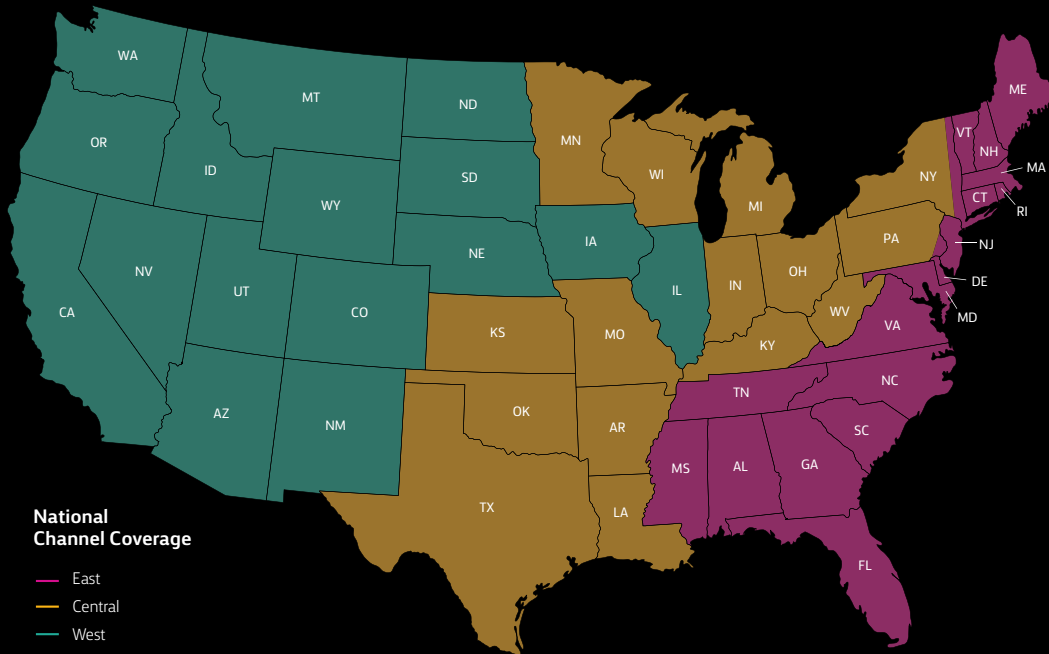 WA
MT
ND
MN
ME
OR
ID
SD
WI
VT
NH
MA
WY
MI
NY
CT
RI
NV
NE
IA
PA
NJ
CA
UT
CO
IL
IN
OH
DE
KS
MO
WV
MD
KY
VA
AZ
NM
OK
AR
TN
NC
SC
MS
AL
GA
TX
LA
FL
National
Channel Coverage
East
Central
West